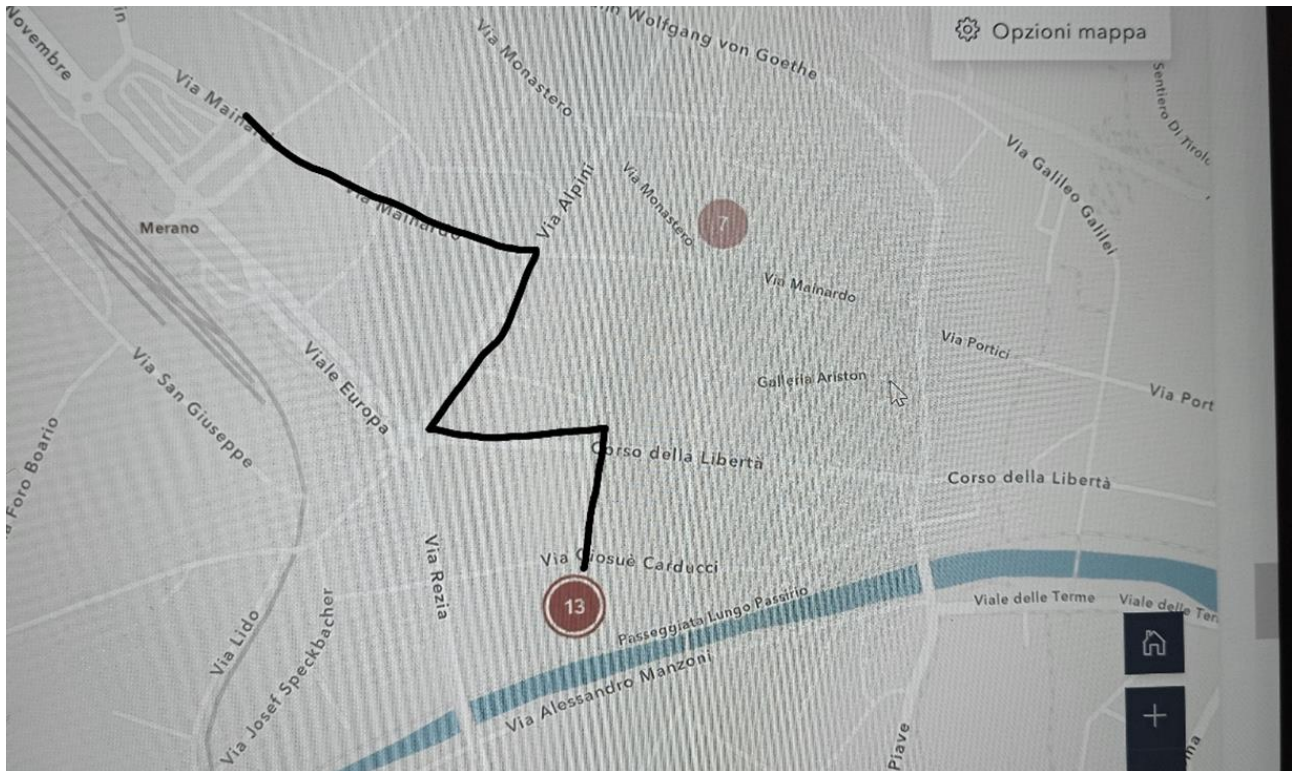 Novembre
in
Via Monastero
Wolfgang von Goethe
Opzioni mappa
Via Mainardo
Sentiero Di Tirolo
Via Galileo Galilei
Via Alpini
Via Monastero
7
Via Mainardo
Merano
Via Mainardo
Via Portici
Viale Europa
Via San Giuseppe
Galleria Ariston
Via Port
Foro Boario
Corso della Libertà
Corso della Libertà
Via Rezia
Via Giosuè Carducci
13
Passeggiata Lungo Passirio
Viale delle Terme
Viale delle Ter
Via Lido
Via Josef Speckbacher
Via Alessandro Manzoni
Piave
na